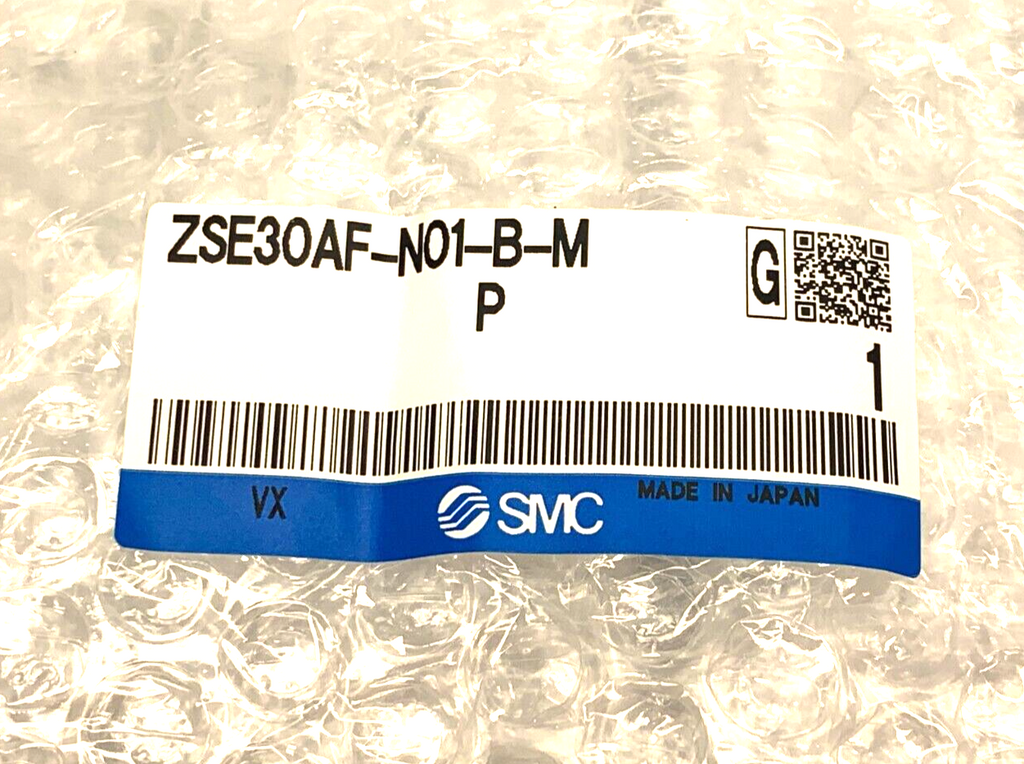 ZSE30AF-N01-B-M
P
G
1
VX
SMC
MADE IN JAPAN